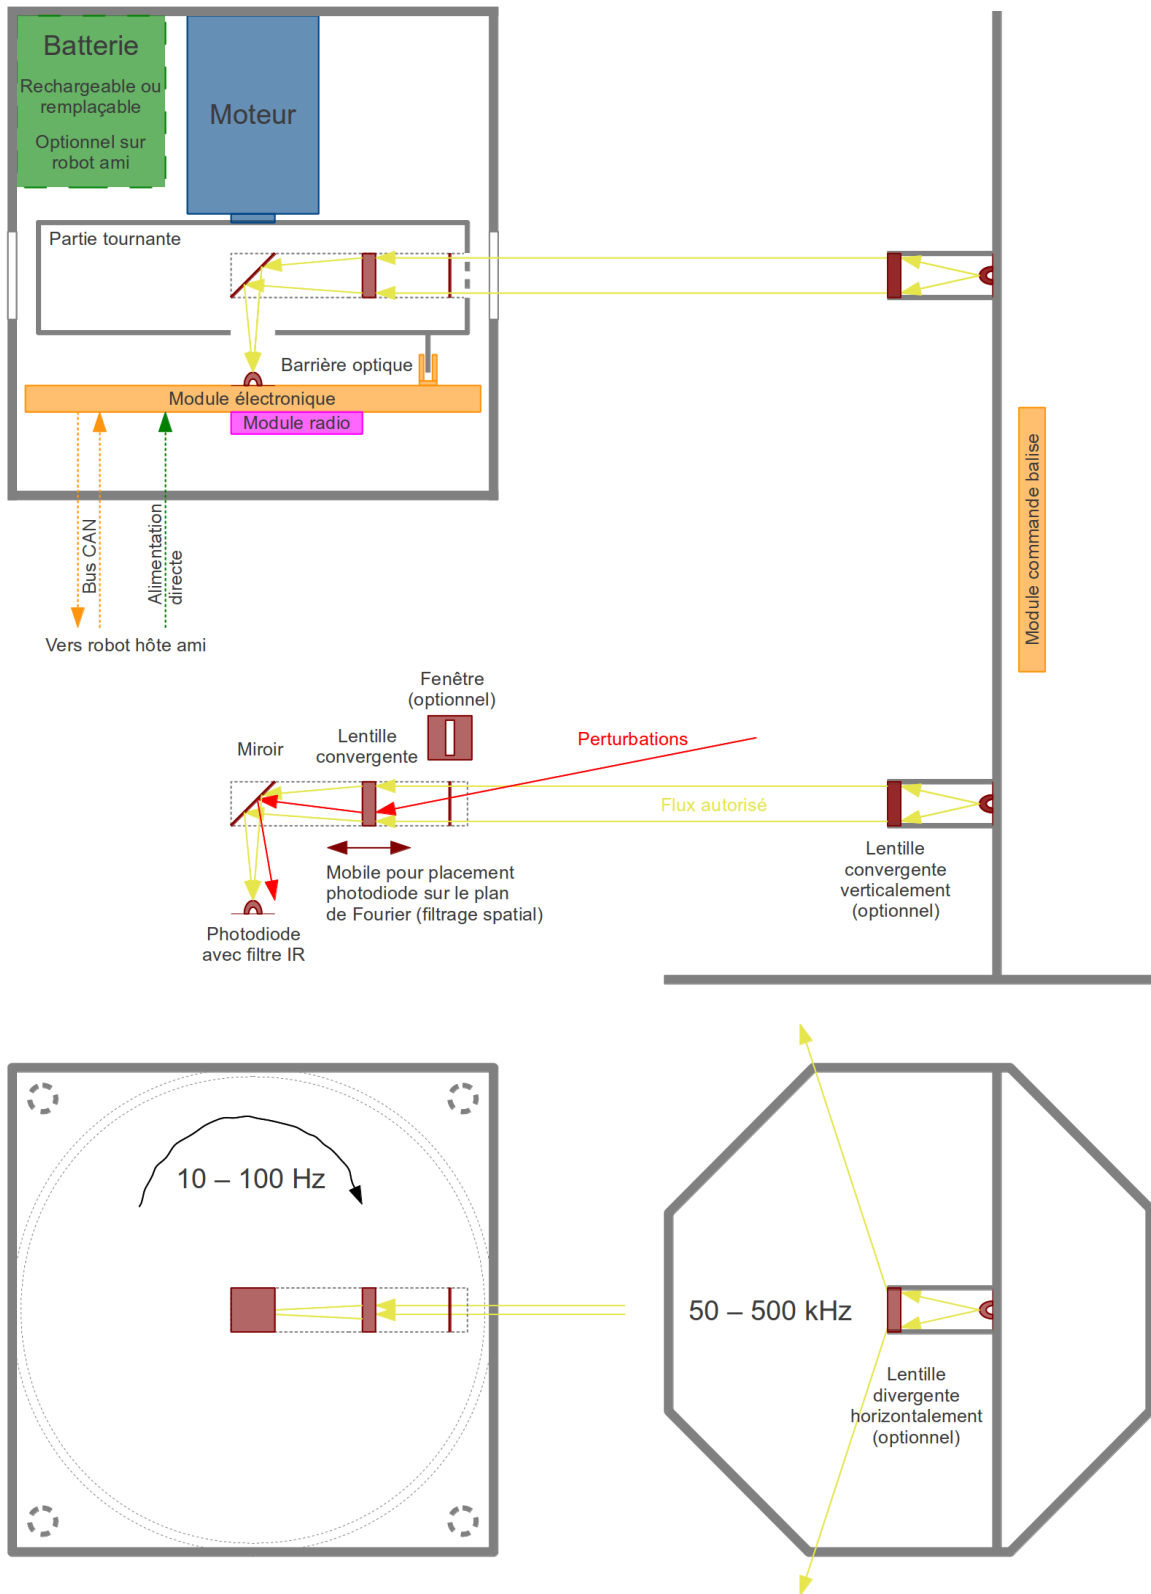 Batterie
Rechargeable ou
remplaçable
Optionnel sur
robot ami
Moteur
Partie tournante
Barrière optique
Module électronique
Module radio
Bus CAN
Alimentation
directe
Vers robot hôte ami
Module commande balise
Fenêtre
(optionnel)
Miroir
Lentille
convergente
Perturbations
Flux autorisé
Mobile pour placement
photodiode sur le plan
de Fourier (filtrage spatial)
Lentille
convergente
verticalement
(optionnel)
Photodiode
avec filtre IR
10 – 100 Hz
50 – 500 kHz
Lentille
divergente
horizontalement
(optionnel)